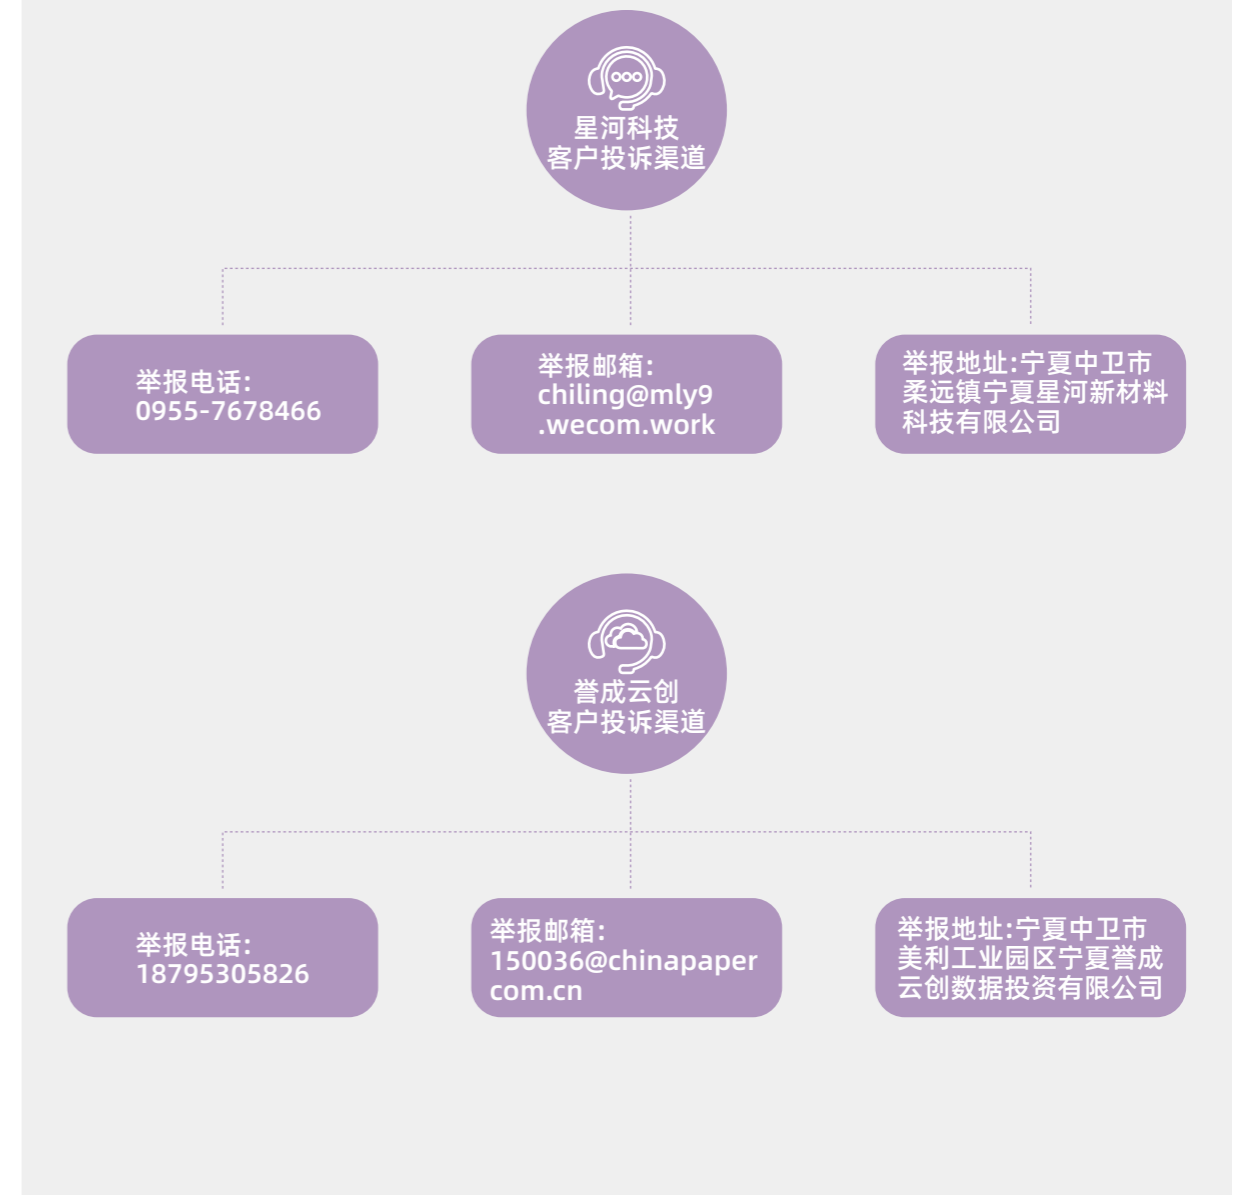 星河科技
客户投诉渠道
举报电话：
0955-7678466
举报邮箱：
chiling@mly9
.wecom.work
举报地址:宁夏中卫市
柔远镇宁夏星河新材料
科技有限公司
誉成云创
客户投诉渠道
举报电话：
18795305826
举报邮箱：
150036@chinapaper
com.cn
举报地址:宁夏中卫市
美利工业园区宁夏誉成
云创数据投资有限公司